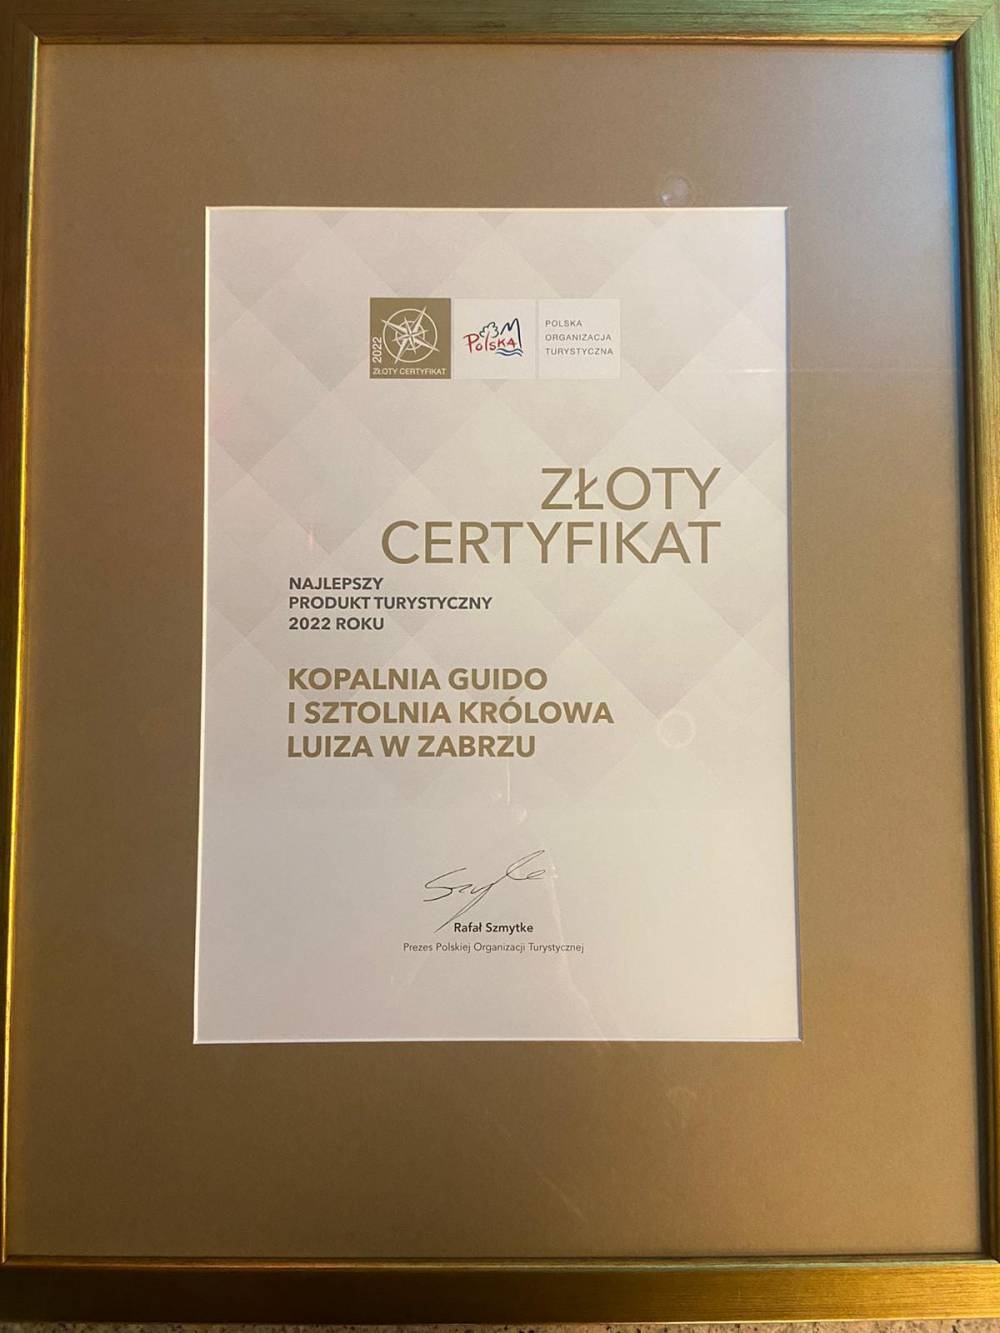 2022
ZŁOTY CERTYFIKAT
POLSKA
POLSKA
ORGANIZACJA
TURYSTYCZNA
ZŁOTY
CERTYFIKAT
NAJLEPSZY
PRODUKT TURYSTYCZNY
2022 ROKU
KOPALNIA GUIDO
I SZTOLNIA KRÓLOWA
LUIZA W ZABRZU
Rafał Szmytke
Prezes Polskiej Organizacji Turystycznej